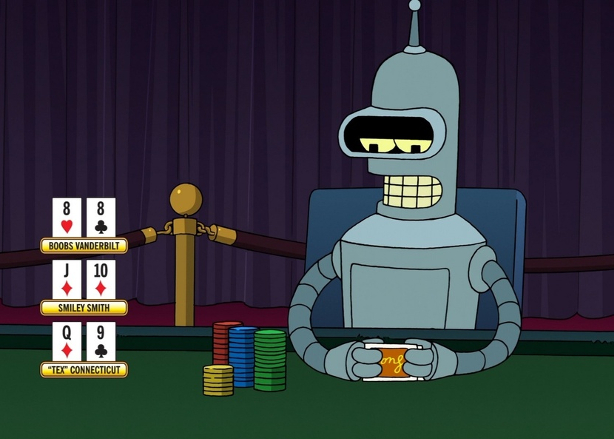 8 8
BOOBS VANDERBILT
J 10
SMILEY SMITH
Q 9
"TEX" CONNECTICUT